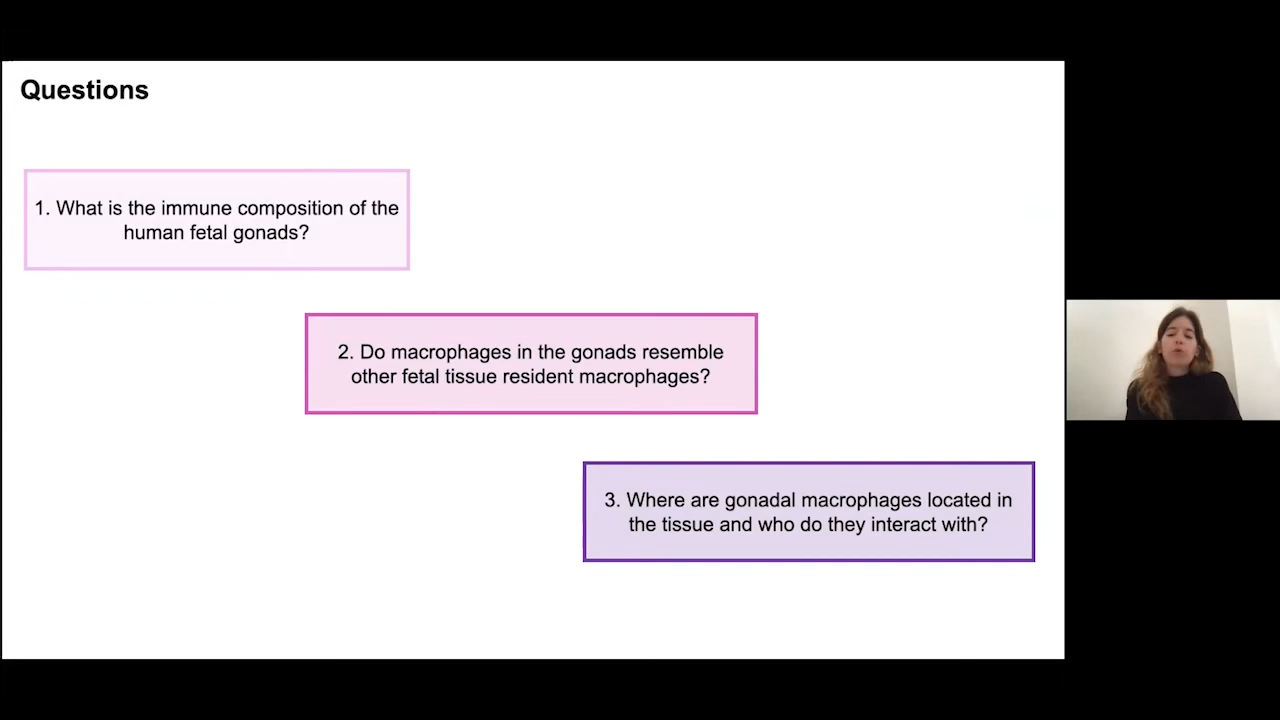 Questions
1. What is the immune composition of the
human fetal gonads?
2. Do macrophages in the gonads resemble
other fetal tissue resident macrophages?
3. Where are gonadal macrophages located in
the tissue and who do they interact with?